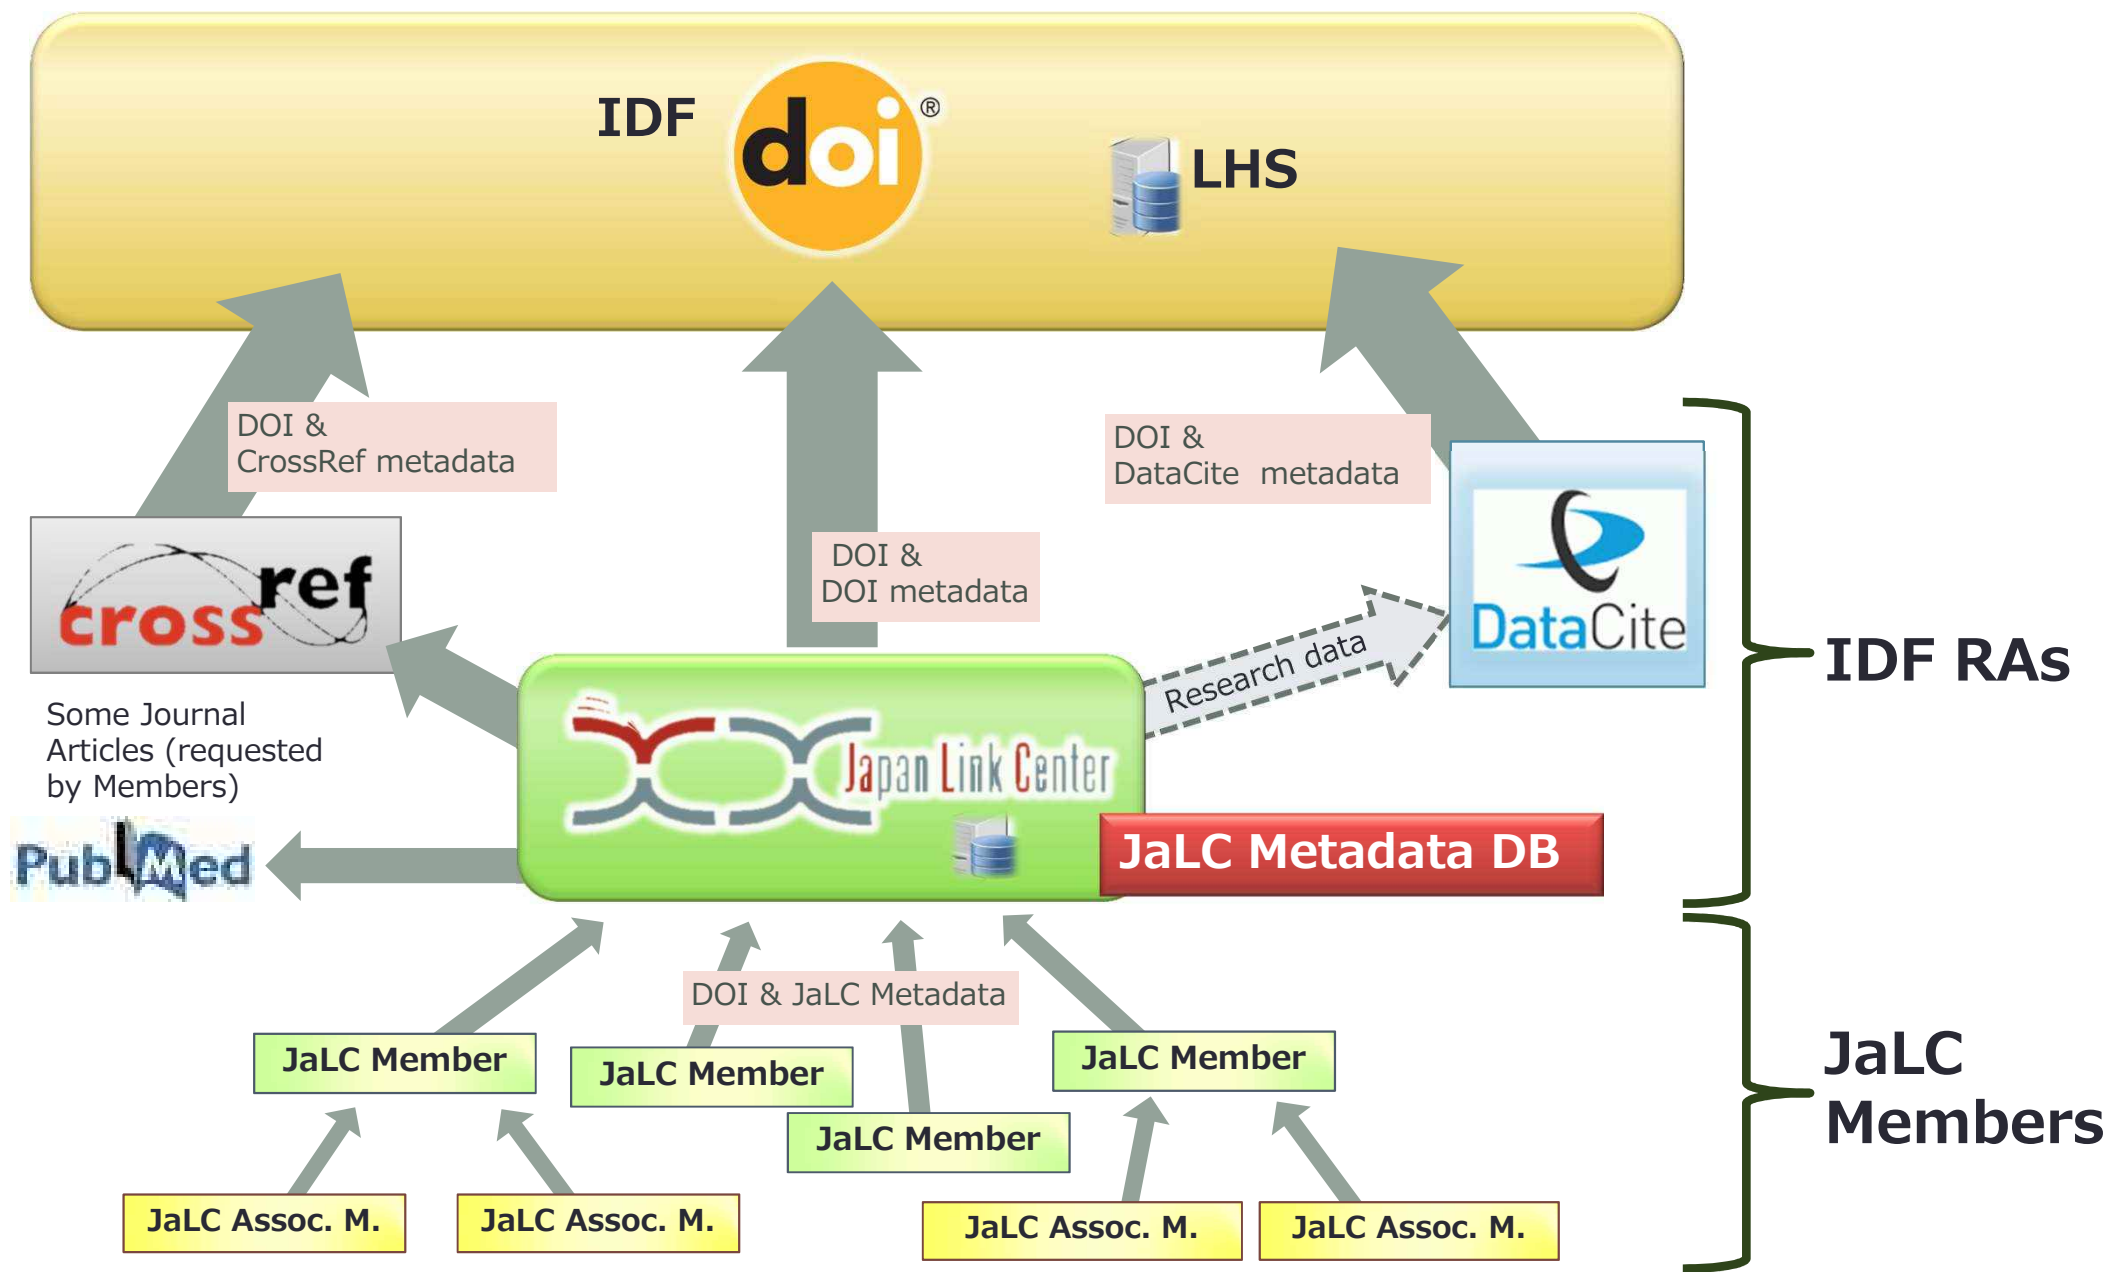 IDF
doi®
LHS
DOI &
CrossRef metadata
DOI &
DataCite metadata
DOI &
DOI metadata
crossref
DataCite
Research data
IDF RAs
Some Journal
Articles (requested
by Members)
Japan Link Center
PubMed
JaLC Metadata DB
DOI & JaLC Metadata
JaLC Member
JaLC Member
JaLC Member
JaLC Member
JaLC
Members
JaLC Assoc. M.
JaLC Assoc. M.
JaLC Assoc. M.
JaLC Assoc. M.